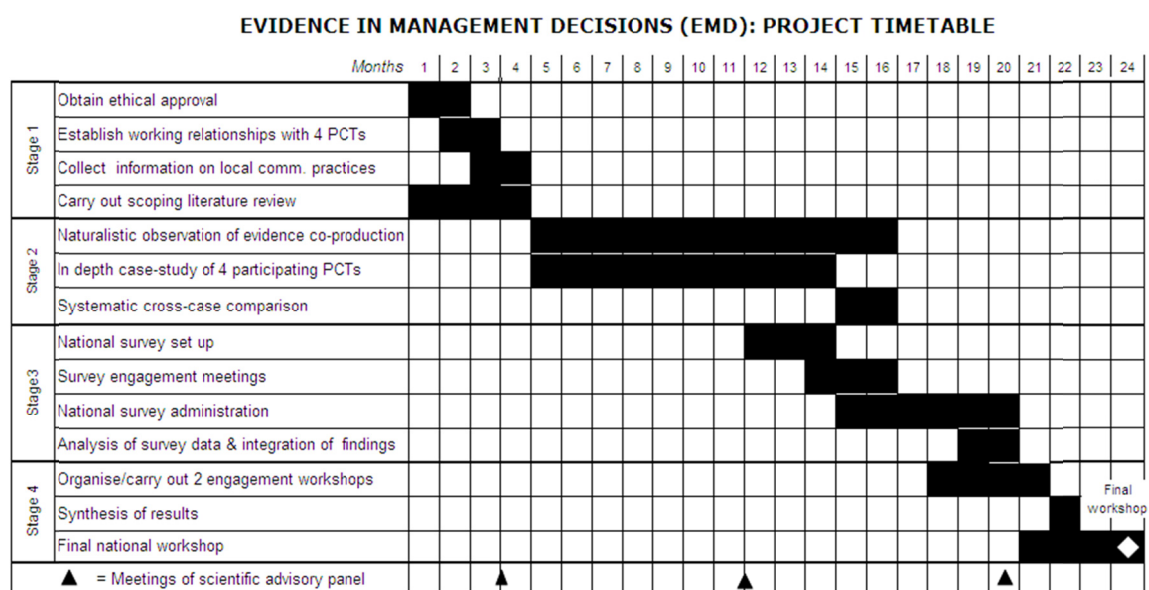 EVIDENCE IN MANAGEMENT DECISIONS (EMD): PROJECT TIMETABLE
Months 1 2 3 4 5 6 7 8 9 10 11 12 13 14 15 16 17 18 19 20 21 22 23 24
Stage 1
Obtain ethical approval
Establish working relationships with 4 PCTs
Collect information on local comm. practices
Carry out scoping literature review
Stage 2
Naturalistic observation of evidence co-production
In depth case-study of 4 participating PCTs
Systematic cross-case comparison
Stage3
National survey set up
Survey engagement meetings
National survey administration
Analysis of survey data & integration of findings
Stage 4
Organise/carry out 2 engagement workshops
Synthesis of results
Final national workshop
Final
workshop
▲ = Meetings of scientific advisory panel